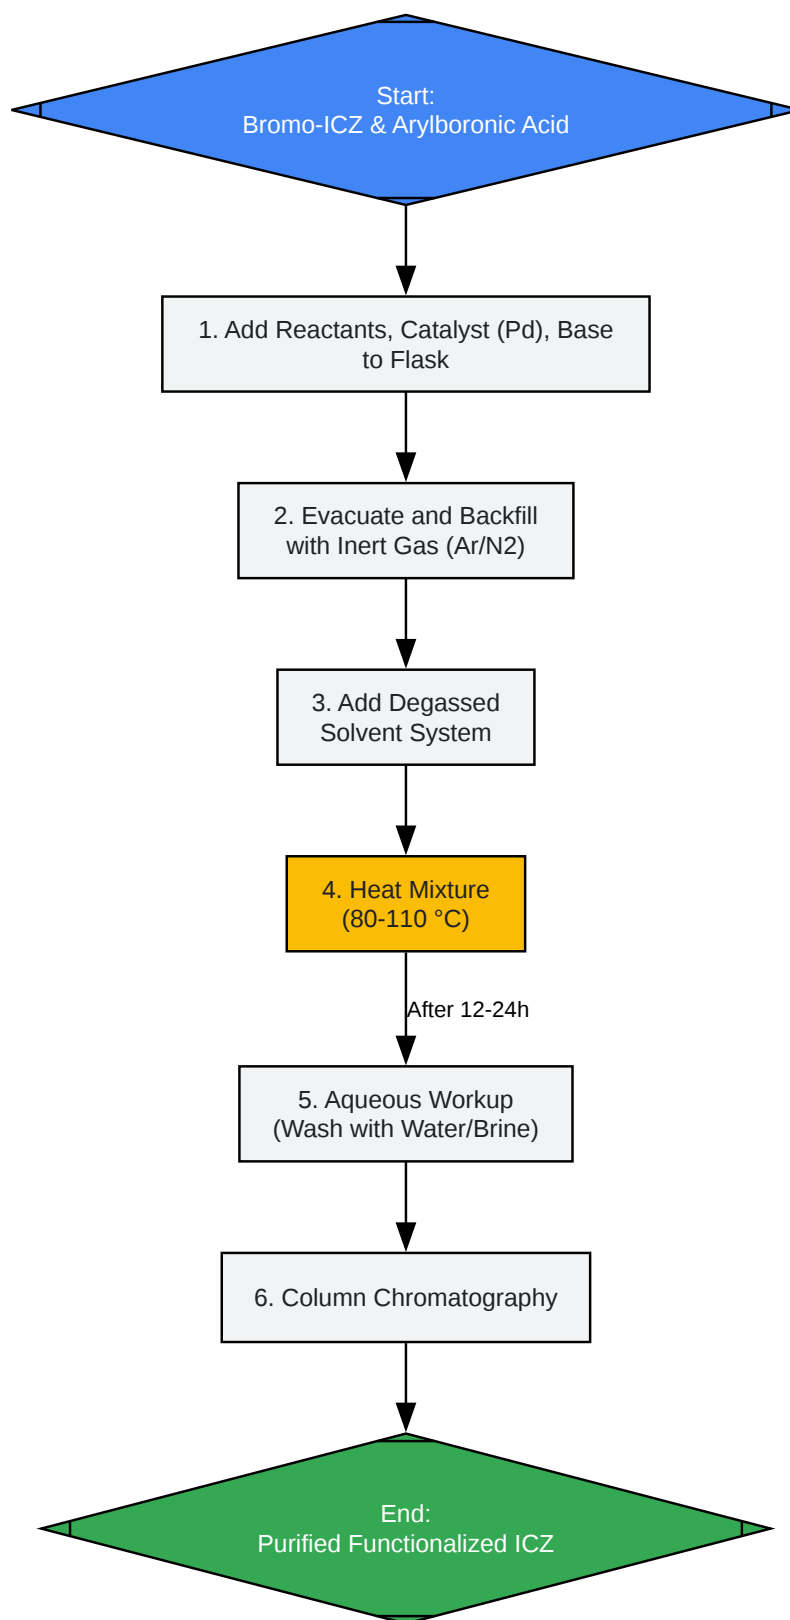 Start:
Bromo-ICZ & Arylboronic Acid
1. Add Reactants, Catalyst (Pd), Base
to Flask
2. Evacuate and Backfill
with Inert Gas (Ar/N2)
3. Add Degassed
Solvent System
4. Heat Mixture
(80-110 °C)
After 12-24h
5. Aqueous Workup
(Wash with Water/Brine)
6. Column Chromatography
End:
Purified Functionalized ICZ